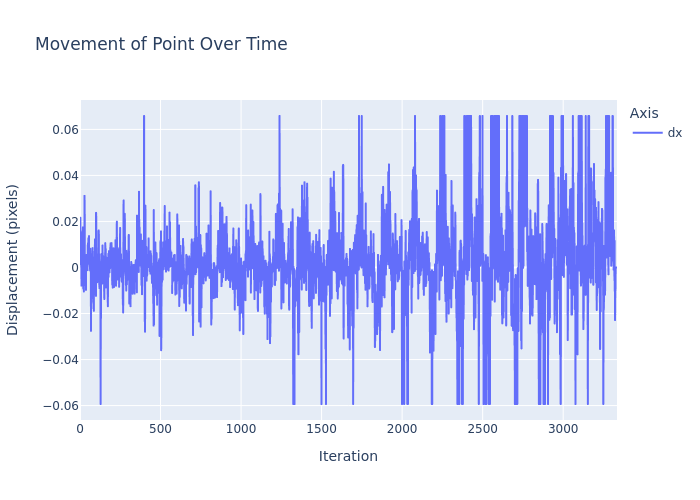 Movement of Point Over Time
Axis
dx
Displacement (pixels)
0.06
0.04
0.02
0
−0.02
−0.04
−0.06
0 500 1000 1500 2000 2500 3000
Iteration